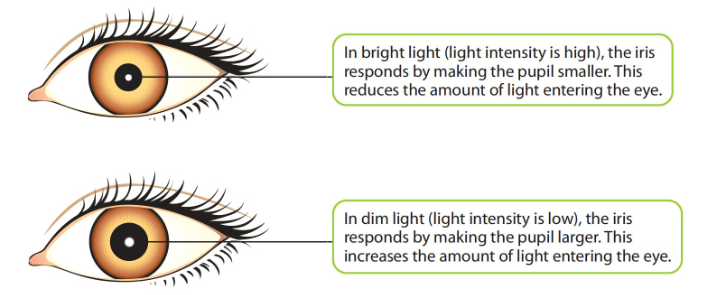 In bright light (light intensity is high), the iris
responds by making the pupil smaller. This
reduces the amount of light entering the eye.
In dim light (light intensity is low), the iris
responds by making the pupil larger. This
increases the amount of light entering the eye.